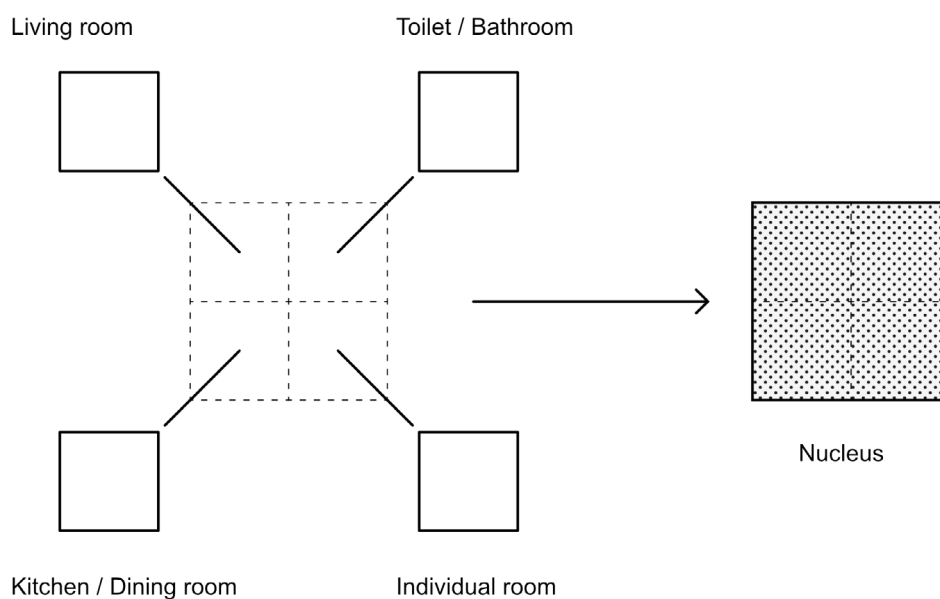 Living room
Toilet / Bathroom
Nucleus
Kitchen / Dining room
Individual room